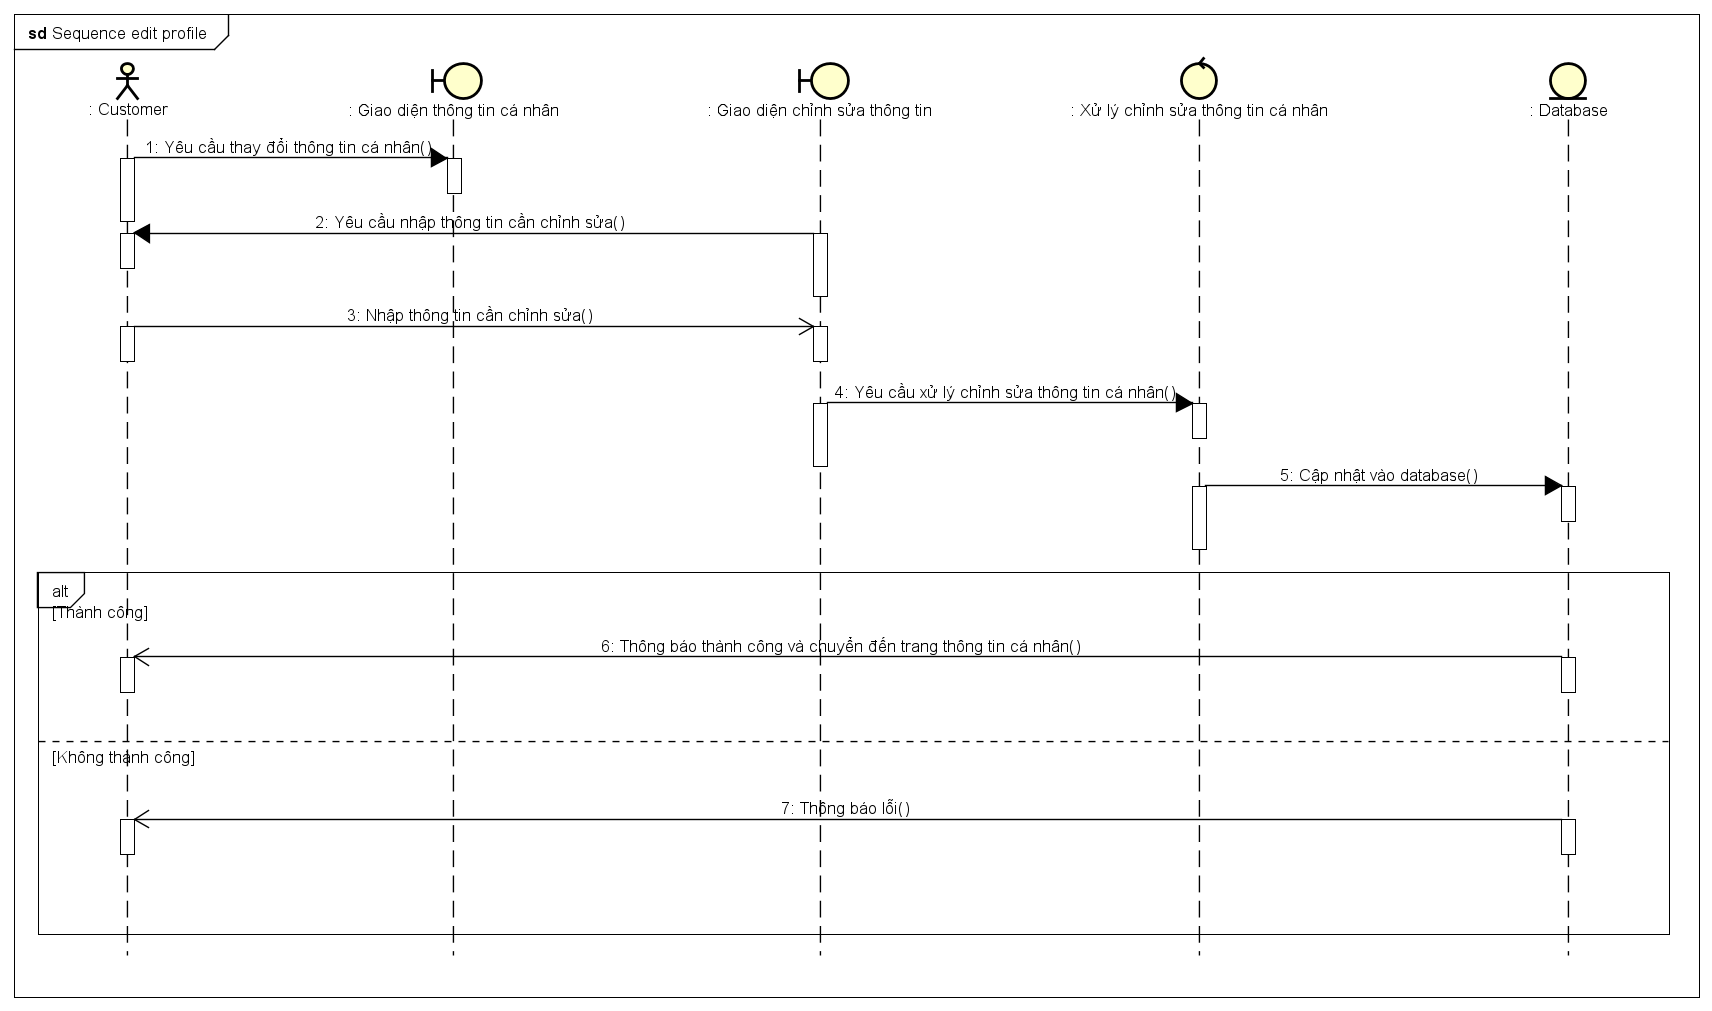 sd Sequence edit profile
: Customer
: Giao diện thông tin cá nhân
: Giao diện chỉnh sửa thông tin
: Xử lý chỉnh sửa thông tin cá nhân
: Database
1: Yêu cầu thay đổi thông tin cá nhân()
2: Yêu cầu nhập thông tin cần chỉnh sửa()
3: Nhập thông tin cần chỉnh sửa()
4: Yêu cầu xử lý chỉnh sửa thông tin cá nhân()
5: Cập nhật vào database()
alt
[Thành công]
6: Thông báo thành công và chuyển đến trang thông tin cá nhân()
[Không thành công]
7: Thông báo lỗi()